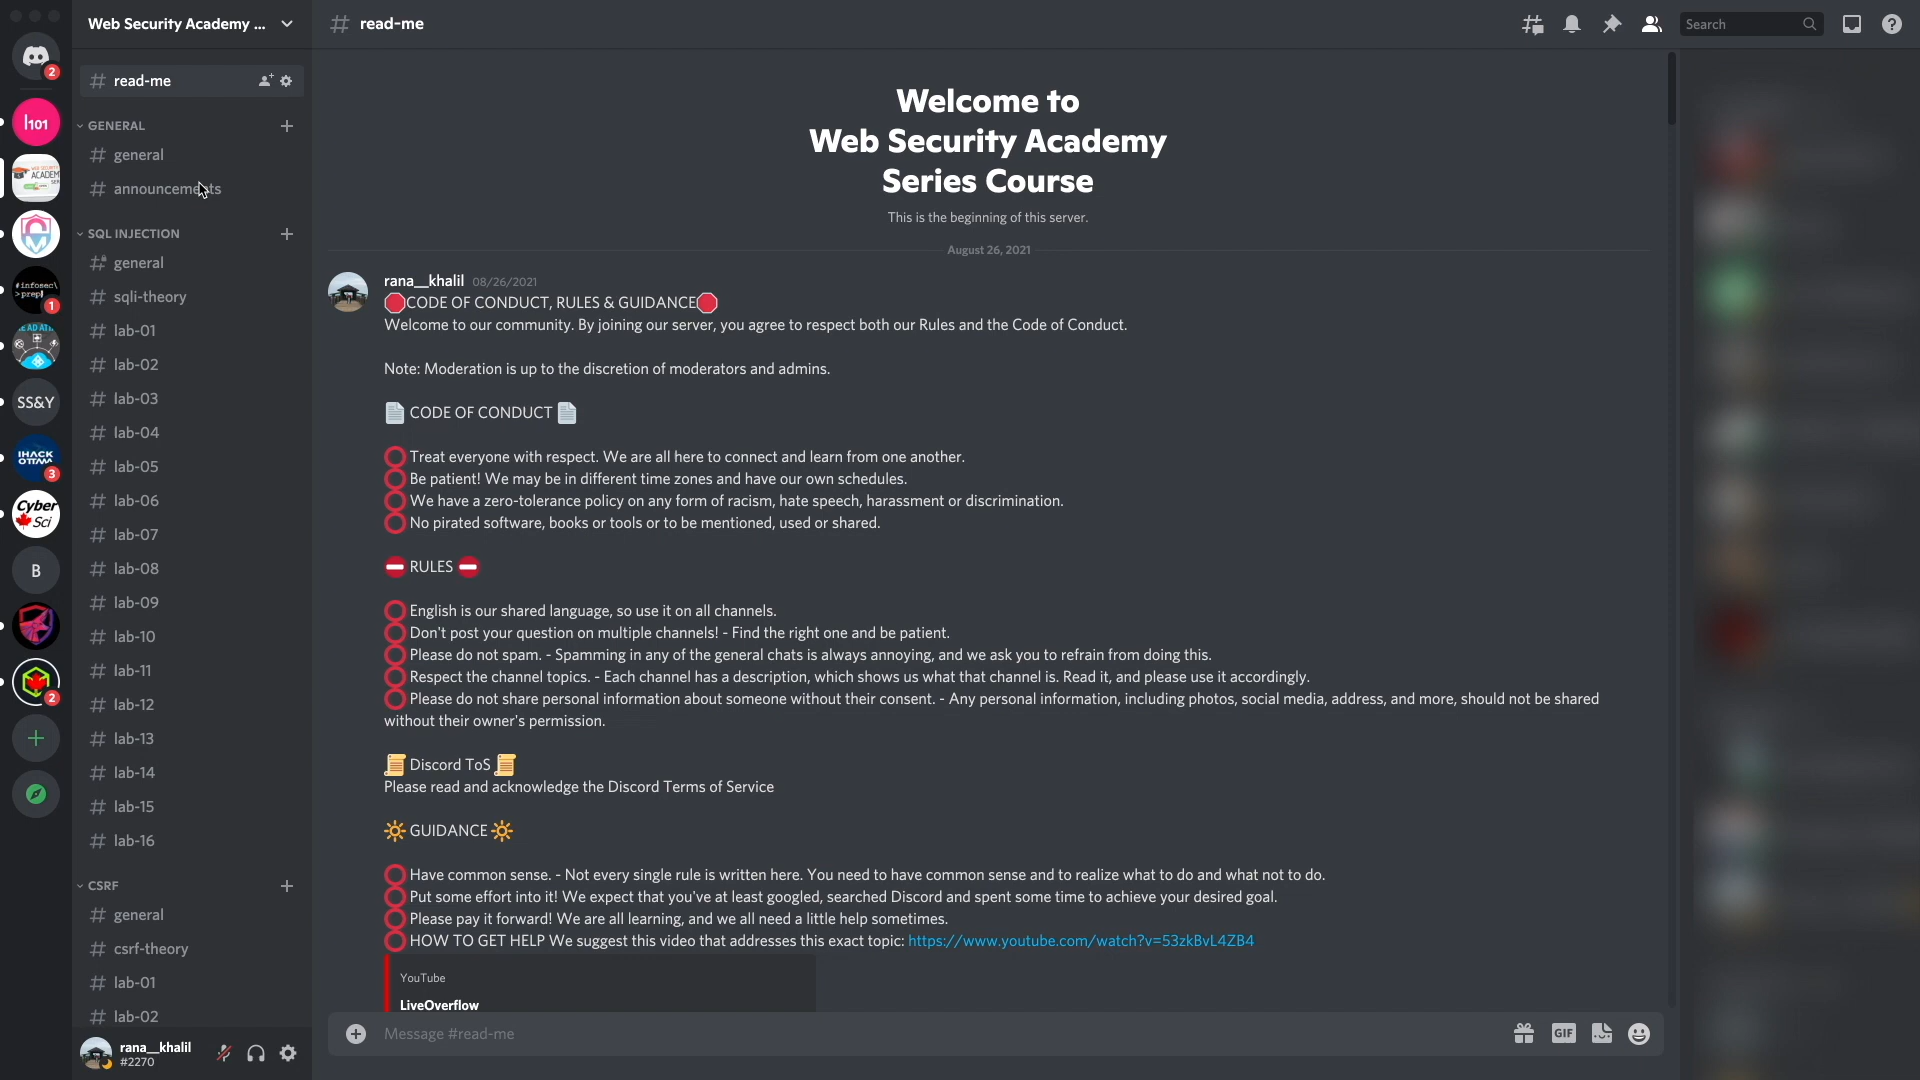 Web Security Academy ...
# read-me
Search
2
# read-me
I101
GENERAL
# general
# announcements
SQL INJECTION
# general
# sqli-theory
# lab-01
# lab-02
# lab-03
# lab-04
# lab-05
# lab-06
# lab-07
# lab-08
# lab-09
# lab-10
# lab-11
# lab-12
# lab-13
# lab-14
# lab-15
# lab-16
CSRF
# general
# csrf-theory
# lab-01
# lab-02
#infosec\
>prep
1
SS&Y
IHACK
3
Cyber
Sci
B
2
rana__khalil
#2270
Welcome to
Web Security Academy
Series Course
This is the beginning of this server.
August 26, 2021
rana__khalil 08/26/2021
🛑CODE OF CONDUCT, RULES & GUIDANCE🛑
Welcome to our community. By joining our server, you agree to respect both our Rules and the Code of Conduct.
Note: Moderation is up to the discretion of moderators and admins.
📄 CODE OF CONDUCT 📄
⭕ Treat everyone with respect. We are all here to connect and learn from one another.
⭕ Be patient! We may be in different time zones and have our own schedules.
⭕ We have a zero-tolerance policy on any form of racism, hate speech, harassment or discrimination.
⭕ No pirated software, books or tools or to be mentioned, used or shared.
⛔ RULES ⛔
⭕ English is our shared language, so use it on all channels.
⭕ Don't post your question on multiple channels! - Find the right one and be patient.
⭕ Please do not spam. - Spamming in any of the general chats is always annoying, and we ask you to refrain from doing this.
⭕ Respect the channel topics. - Each channel has a description, which shows us what that channel is. Read it, and please use it accordingly.
⭕ Please do not share personal information about someone without their consent. - Any personal information, including photos, social media, address, and more, should not be shared
without their owner's permission.
📜 Discord ToS 📜
Please read and acknowledge the Discord Terms of Service
🔆 GUIDANCE 🔆
⭕ Have common sense. - Not every single rule is written here. You need to have common sense and to realize what to do and what not to do.
⭕ Put some effort into it! We expect that you've at least googled, searched Discord and spent some time to achieve your desired goal.
⭕ Please pay it forward! We are all learning, and we all need a little help sometimes.
⭕ HOW TO GET HELP We suggest this video that addresses this exact topic: https://www.youtube.com/watch?v=53zkBvL4ZB4
YouTube
LiveOverflow
Message #read-me
GIF